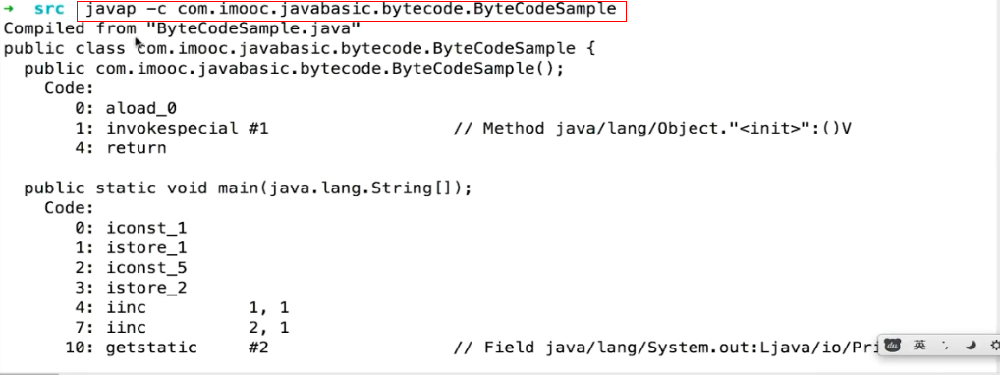 → src javap -c com.imooc.javabasic.bytecode.ByteCodeSample
Compiled from "ByteCodeSample.java"
public class com.imooc.javabasic.bytecode.ByteCodeSample {
  public com.imooc.javabasic.bytecode.ByteCodeSample();
    Code:
       0: aload_0
       1: invokespecial #1                  // Method java/lang/Object."<init>":()V
       4: return

  public static void main(java.lang.String[]);
    Code:
       0: iconst_1
       1: istore_1
       2: iconst_5
       3: istore_2
       4: iinc          1, 1
       7: iinc          2, 1
      10: getstatic     #2                  // Field java/lang/System.out:Ljava/io/Pri
du 英